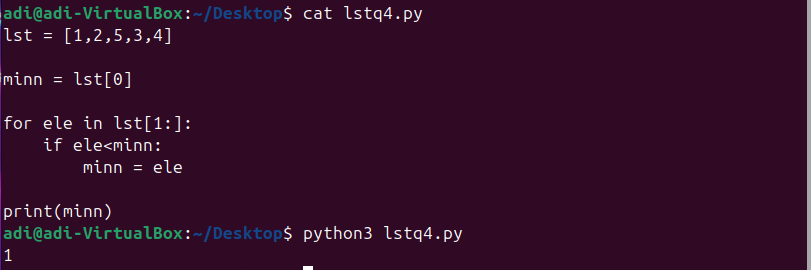 adi@adi-VirtualBox:~/Desktop$ cat lstq4.py
lst = [1,2,5,3,4]
minn = lst[0]
for ele in lst[1:]:
    if ele<minn:
        minn = ele
print(minn)
adi@adi-VirtualBox:~/Desktop$ python3 lstq4.py
1